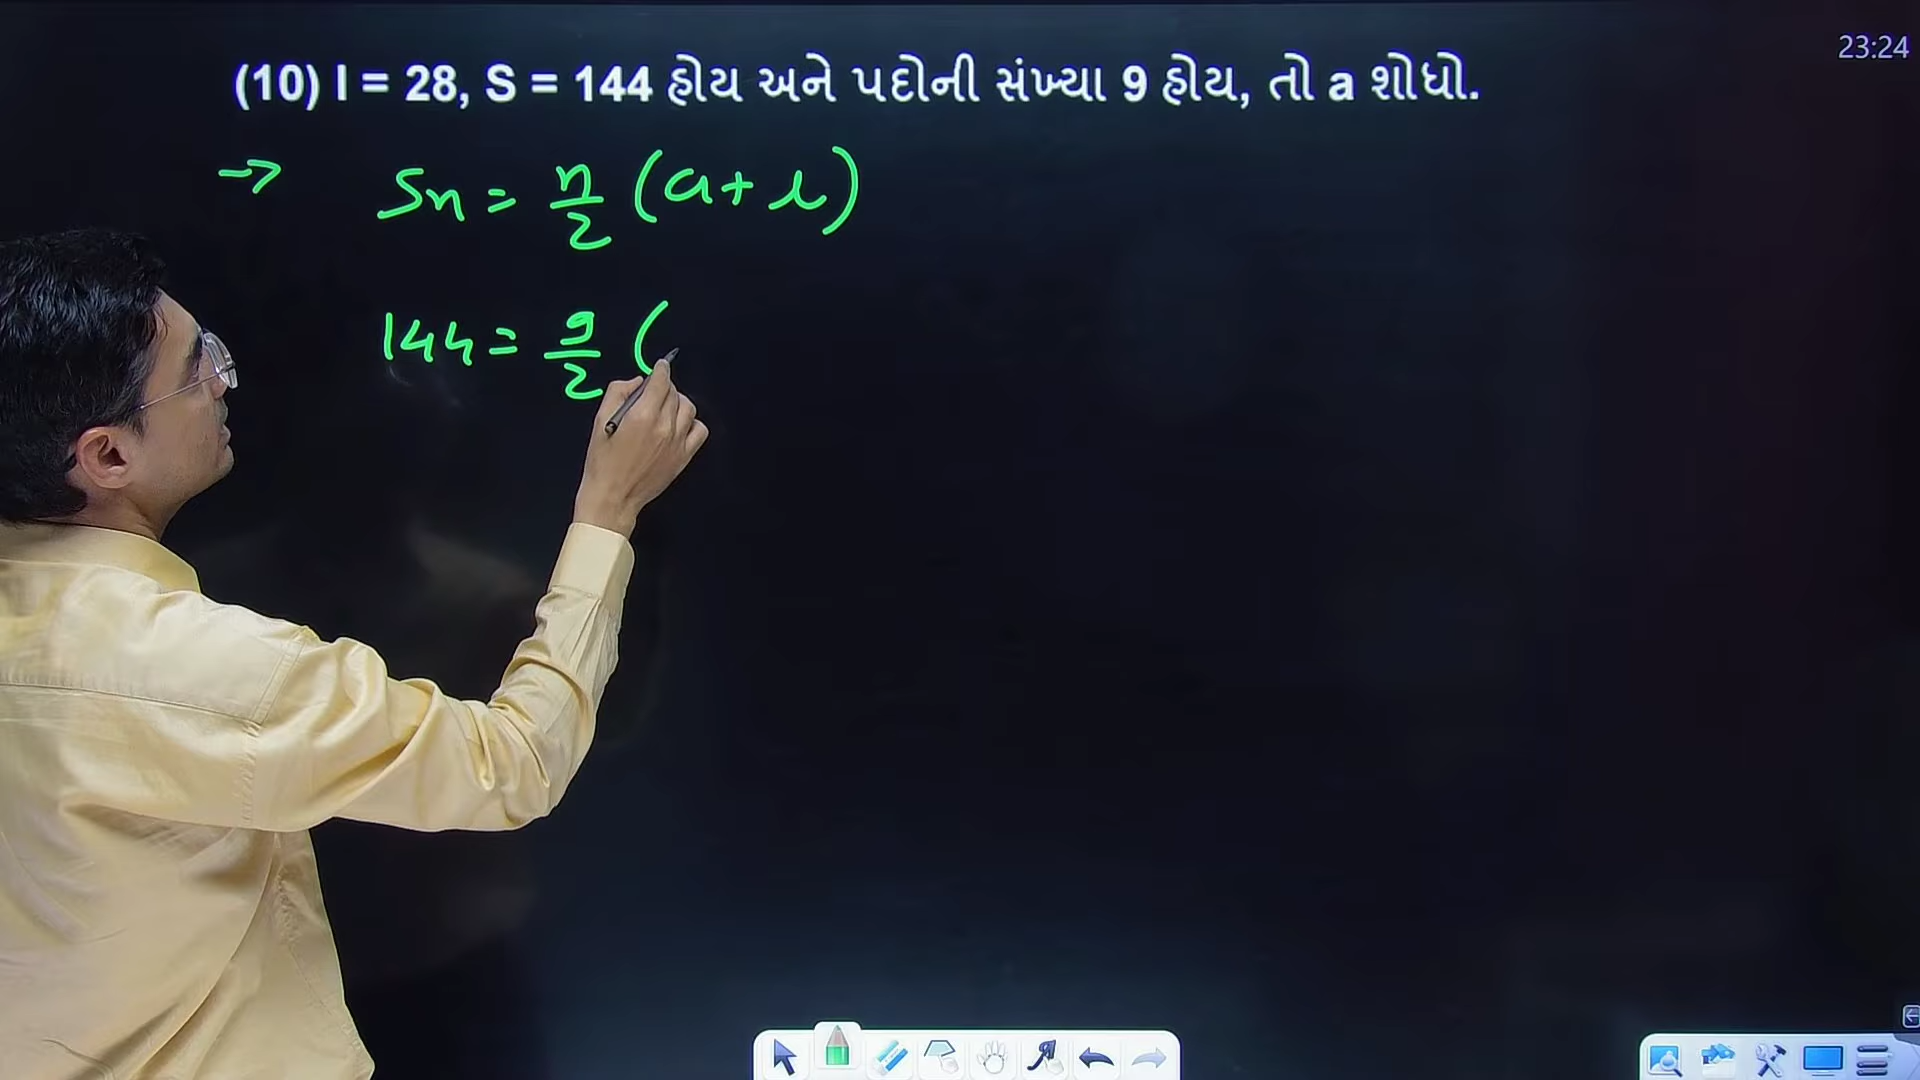 23:24
(10) l = 28, S = 144 હોય અને પદોની સંખ્યા 9 હોય, તો a શોધો.
→ Sn = n/2 (a + l)
144 = 9/2 (